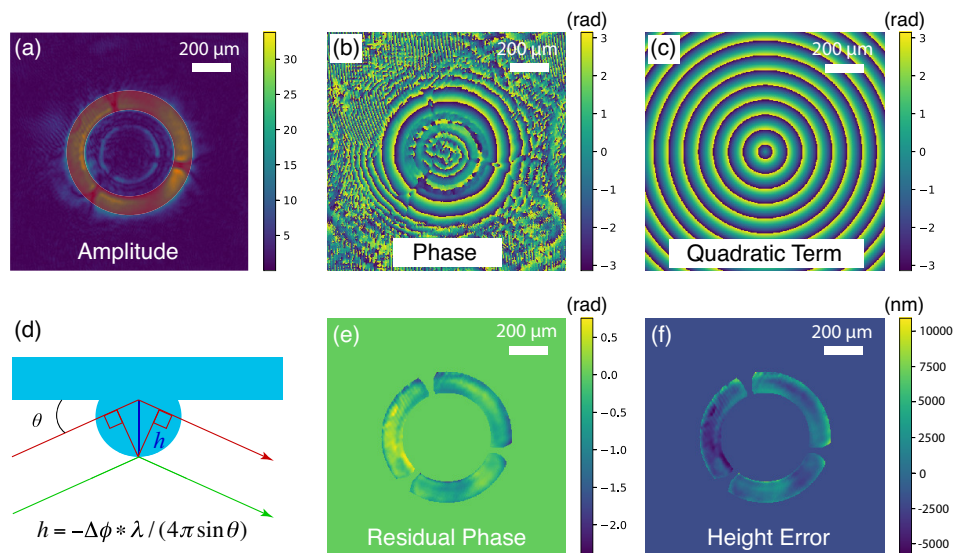 (a)
200 μm
Amplitude
30
25
20
15
10
5
(b)
200 μm
Phase
(rad)
3
2
1
0
−1
−2
−3
(c)
200 μm
Quadratic Term
(rad)
3
2
1
0
−1
−2
−3
(d)
θ
h
h = −Δϕ * λ / (4π sin θ)
(e)
200 μm
Residual Phase
(rad)
0.5
0.0
−0.5
−1.0
−1.5
−2.0
(f)
200 μm
Height Error
(nm)
10000
7500
5000
2500
0
−2500
−5000